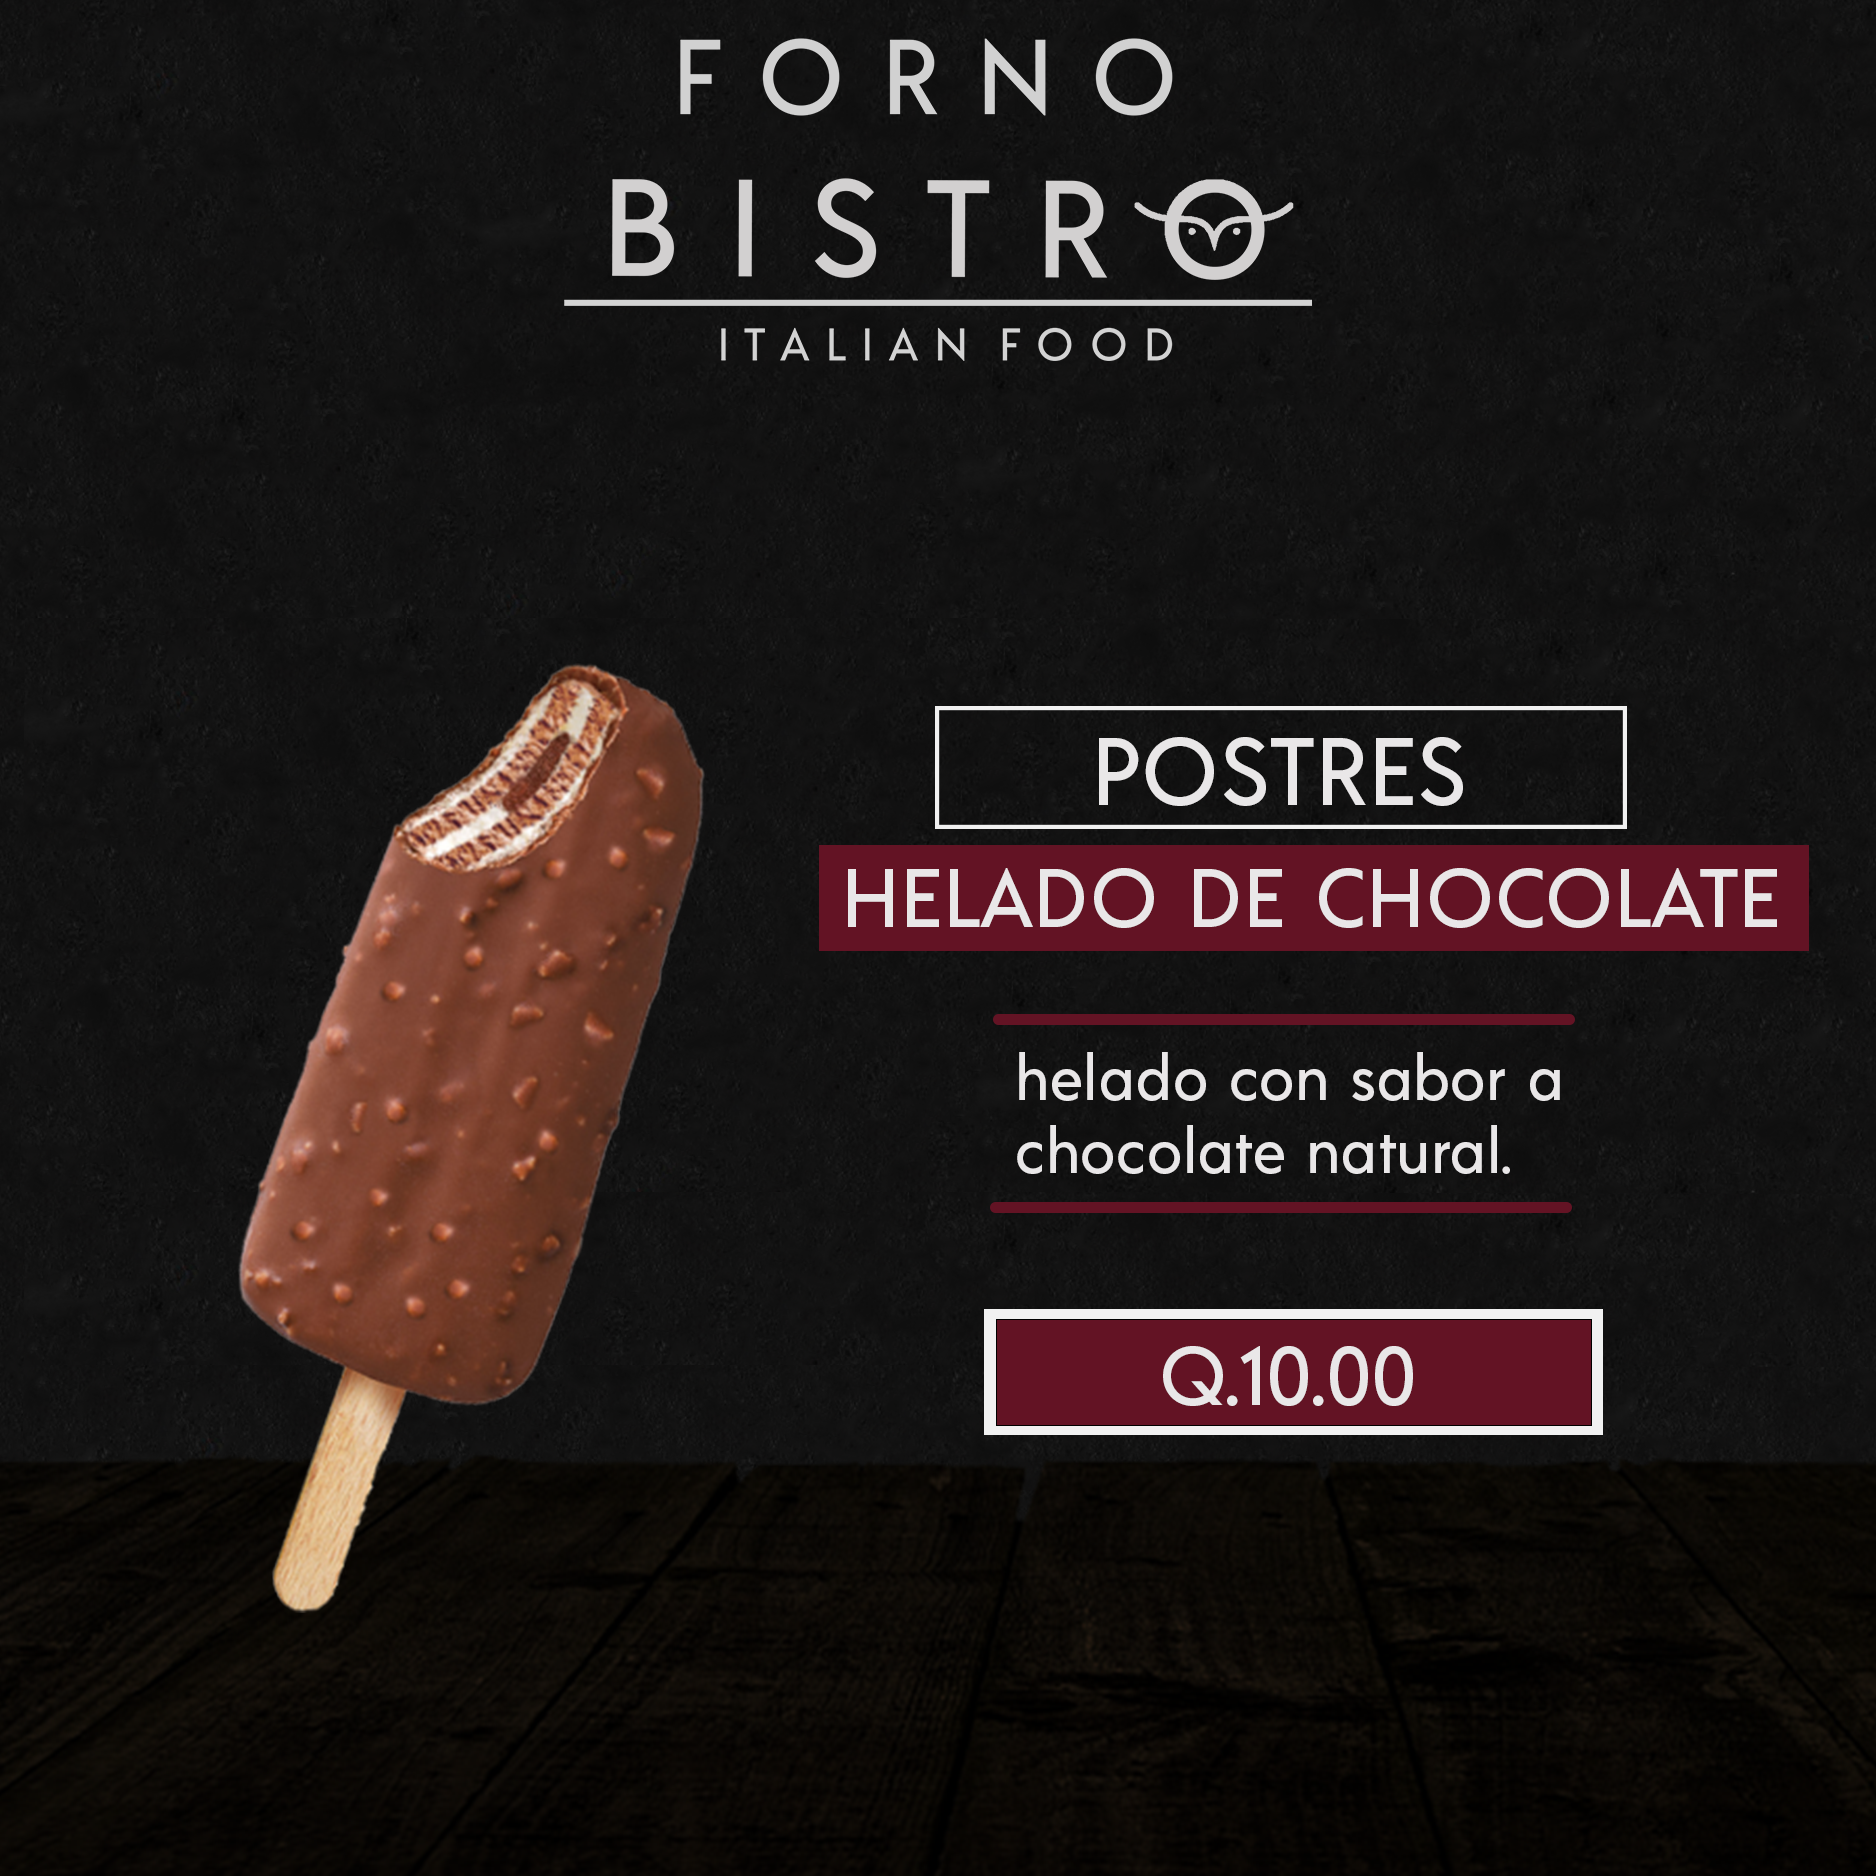 FORNO
BISTRO
ITALIAN FOOD
POSTRES
HELADO DE CHOCOLATE
helado con sabor a
chocolate natural.
Q.10.00